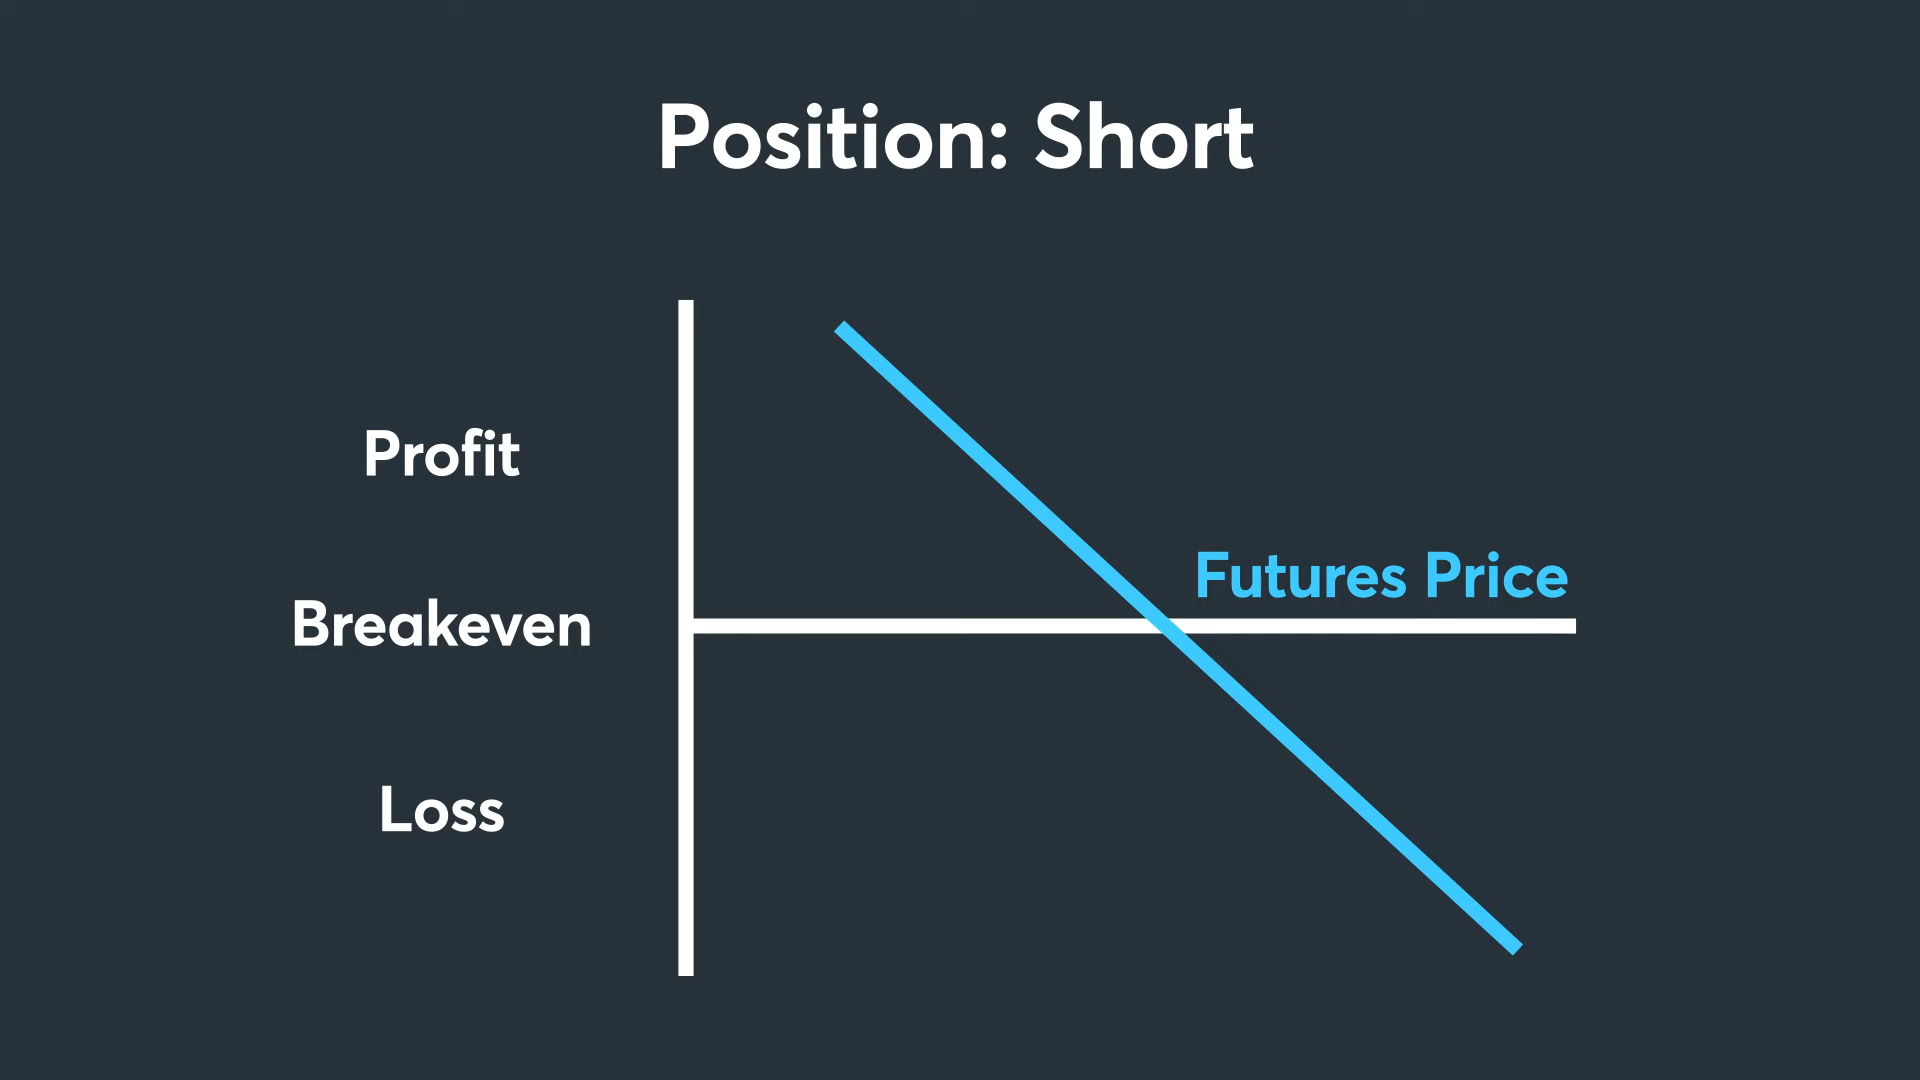 Position: Short
Profit
Futures Price
Breakeven
Loss